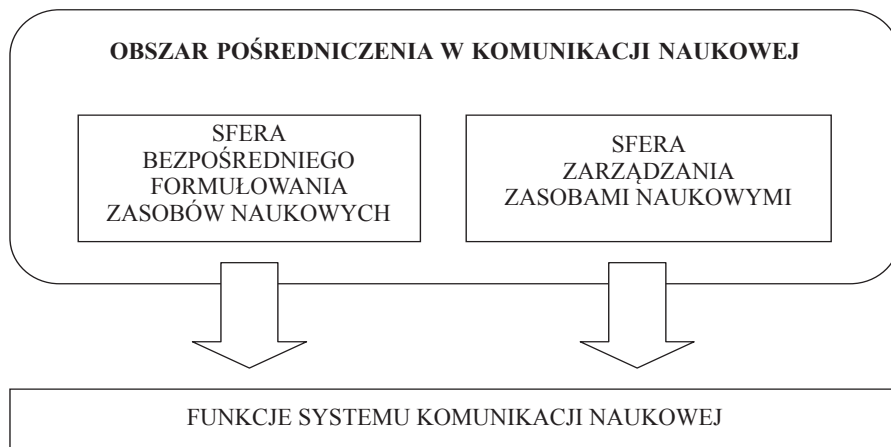 OBSZAR POŚREDNICZENIA W KOMUNIKACJI NAUKOWEJ
SFERA
BEZPOŚREDNIEGO
FORMUŁOWANIA
ZASOBÓW NAUKOWYCH
SFERA
ZARZĄDZANIA
ZASOBAMI NAUKOWYMI
FUNKCJE SYSTEMU KOMUNIKACJI NAUKOWEJ